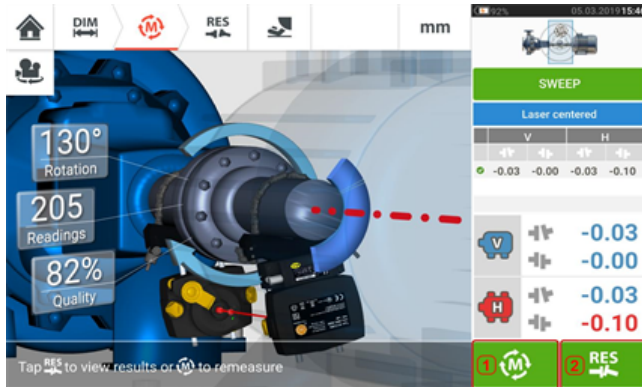 DIM
M
RES
mm
92%
05.03.2019 15:46
130°
Rotation
205
Readings
82%
Quality
SWEEP
Laser centered
V H
-0.03 -0.00 -0.03 -0.10
V
-0.03
-0.00
H
-0.03
-0.10
Tap RES to view results or M to remeasure
1 M
2 RES